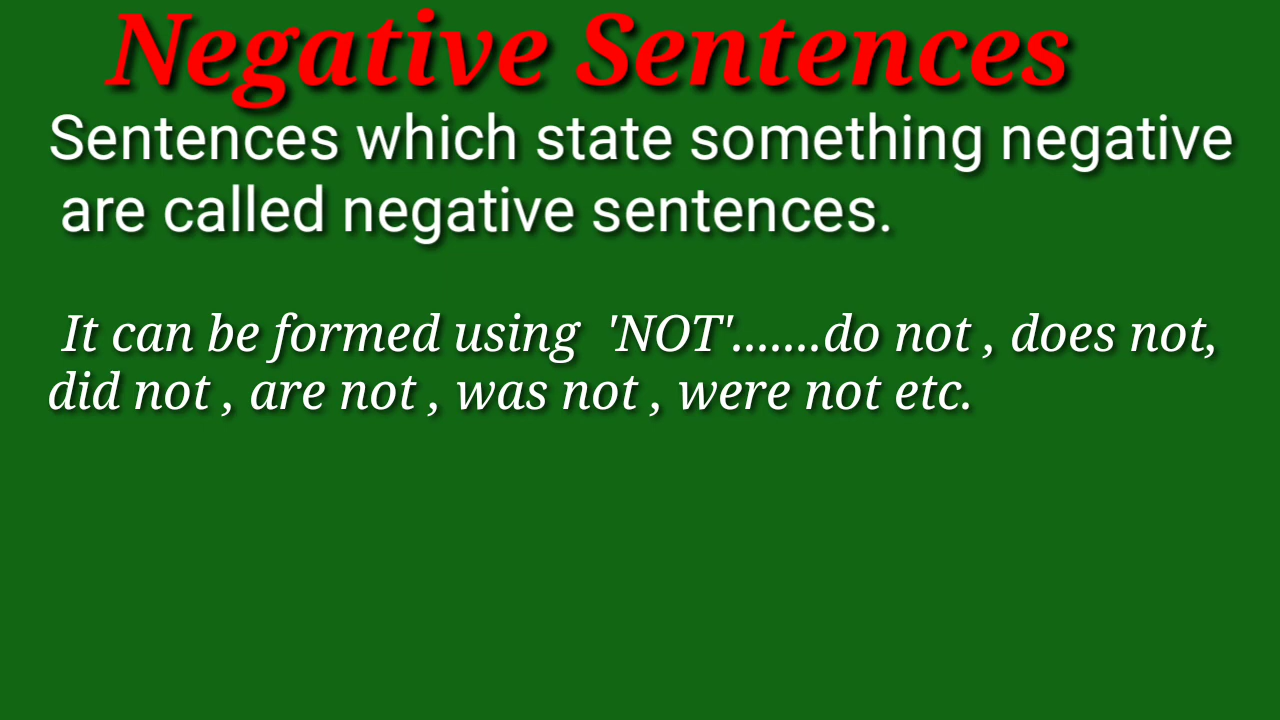 Negative Sentences
Sentences which state something negative
are called negative sentences.
It can be formed using 'NOT'.......do not , does not,
did not , are not , was not , were not etc.